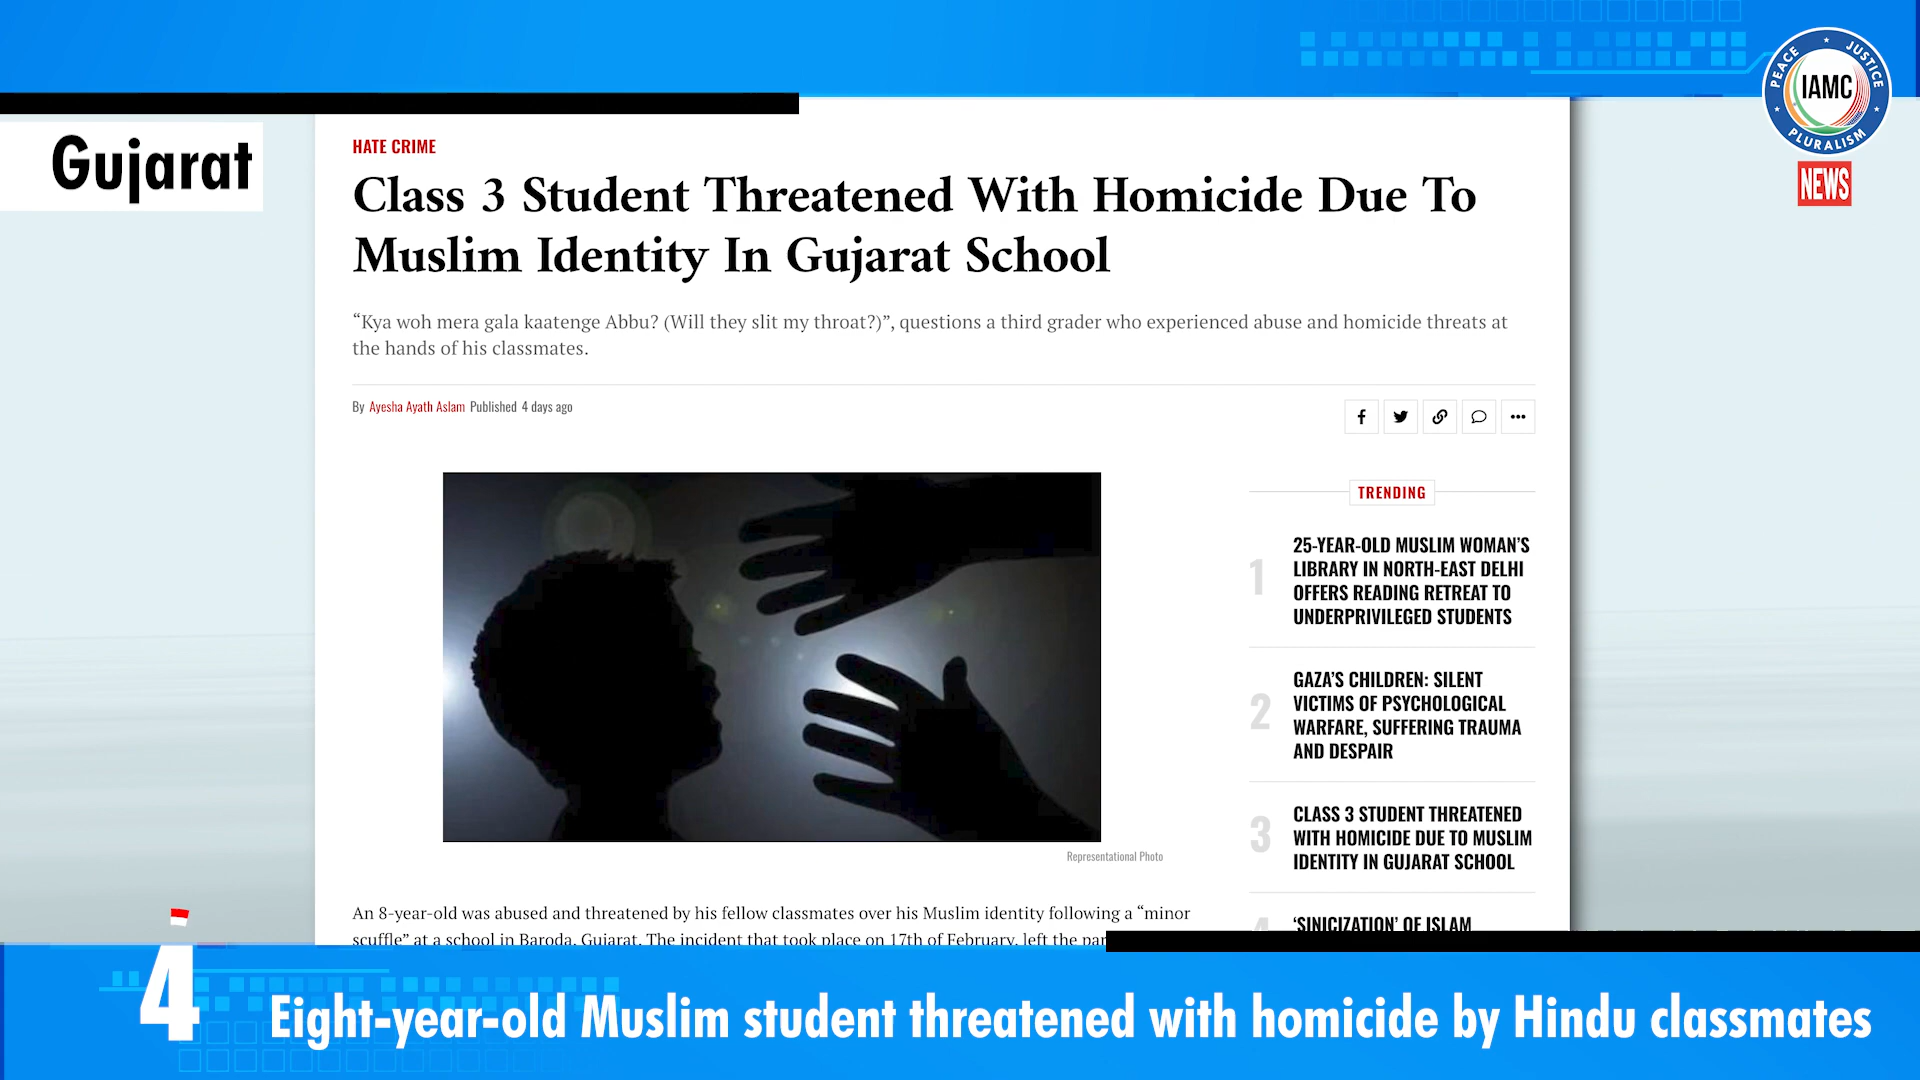 PEACE ★ JUSTICE
IAMC
★ PLURALISM ★
NEWS
Gujarat
HATE CRIME
Class 3 Student Threatened With Homicide Due To
Muslim Identity In Gujarat School
“Kya woh mera gala kaatenge Abbu? (Will they slit my throat?)”, questions a third grader who experienced abuse and homicide threats at
the hands of his classmates.
By Ayesha Ayath Aslam Published 4 days ago
Representational Photo
An 8-year-old was abused and threatened by his fellow classmates over his Muslim identity following a “minor
scuffle” at a school in Baroda, Gujarat. The incident that took place on 17th of February, left the par
TRENDING
1
25-YEAR-OLD MUSLIM WOMAN’S
LIBRARY IN NORTH-EAST DELHI
OFFERS READING RETREAT TO
UNDERPRIVILEGED STUDENTS
2
GAZA’S CHILDREN: SILENT
VICTIMS OF PSYCHOLOGICAL
WARFARE, SUFFERING TRAUMA
AND DESPAIR
3
CLASS 3 STUDENT THREATENED
WITH HOMICIDE DUE TO MUSLIM
IDENTITY IN GUJARAT SCHOOL
4
‘SINICIZATION’ OF ISLAM
4
Eight-year-old Muslim student threatened with homicide by Hindu classmates